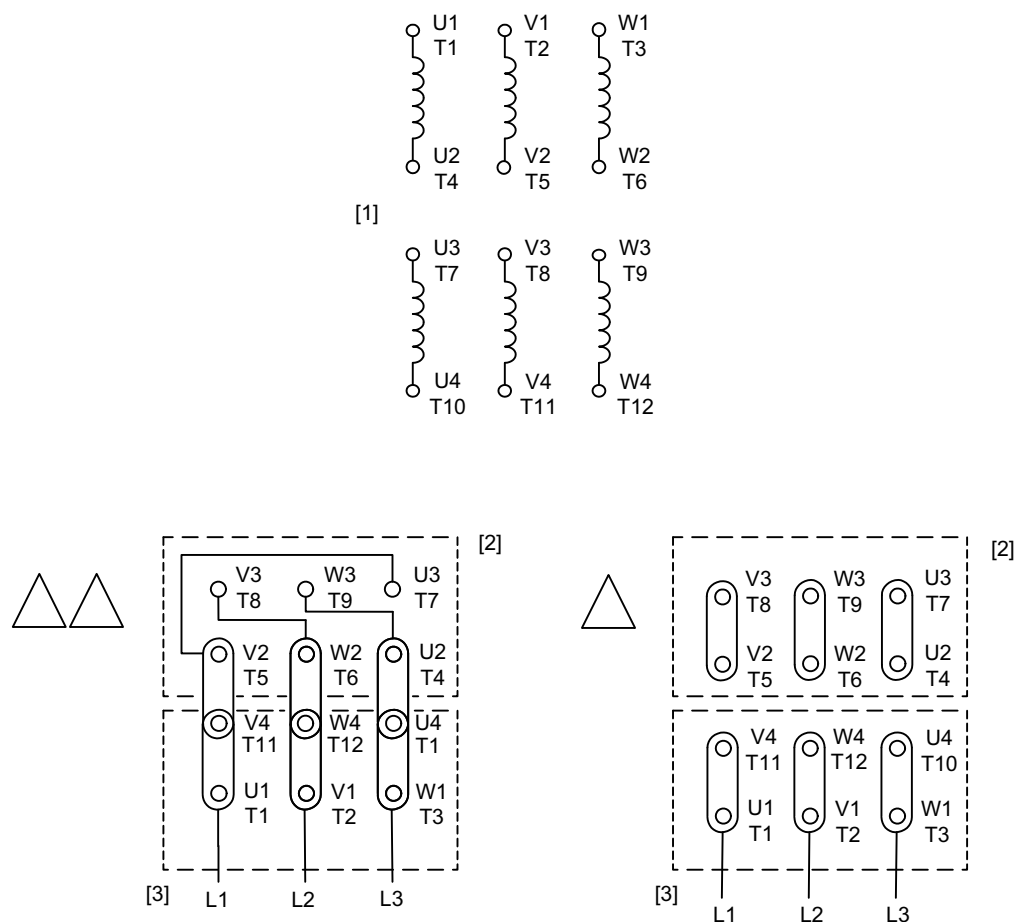 U1 V1 W1
T1 T2 T3
U2 V2 W2
T4 T5 T6
[1]
U3 V3 W3
T7 T8 T9
U4 V4 W4
T10 T11 T12
[2]
V3 W3 U3
T8 T9 T7
V2 W2 U2
T5 T6 T4
V4 W4 U4
T11 T12 T1
U1 V1 W1
T1 T2 T3
[3] L1 L2 L3
[2]
V3 W3 U3
T8 T9 T7
V2 W2 U2
T5 T6 T4
V4 W4 U4
T11 T12 T10
U1 V1 W1
T1 T2 T3
[3] L1 L2 L3